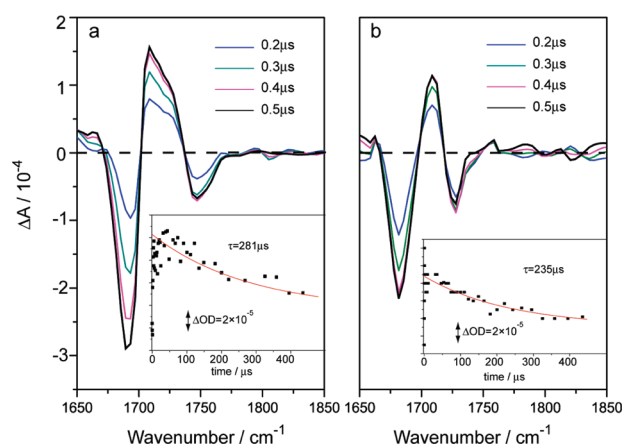 a
0.2μs
0.3μs
0.4μs
0.5μs
2
1
0
-1
-2
-3
ΔA / 10⁻⁴
τ=281μs
ΔOD=2×10⁻⁵
0 100 200 300 400
time / μs
1650 1700 1750 1800 1850
Wavenumber / cm⁻¹
b
0.2μs
0.3μs
0.4μs
0.5μs
τ=235μs
ΔOD=2×10⁻⁵
0 100 200 300 400
time / μs
1650 1700 1750 1800 1850
Wavenumber / cm⁻¹